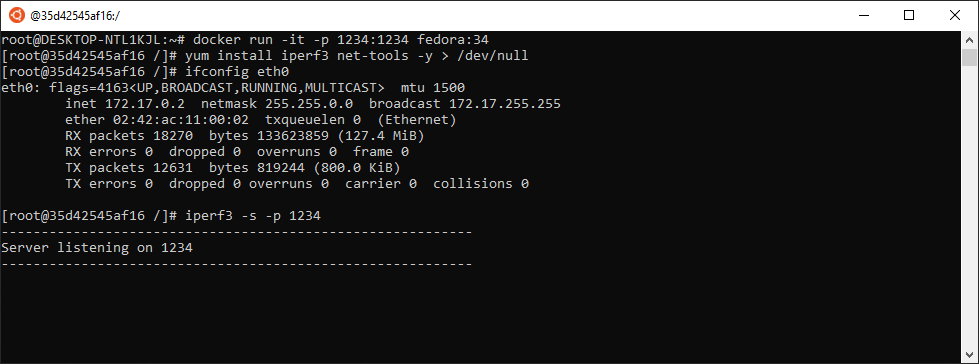 @35d42545af16:/
root@DESKTOP-NTL1KJL:~# docker run -it -p 1234:1234 fedora:34
[root@35d42545af16 /]# yum install iperf3 net-tools -y > /dev/null
[root@35d42545af16 /]# ifconfig eth0
eth0: flags=4163<UP,BROADCAST,RUNNING,MULTICAST>  mtu 1500
        inet 172.17.0.2  netmask 255.255.0.0  broadcast 172.17.255.255
        ether 02:42:ac:11:00:02  txqueuelen 0  (Ethernet)
        RX packets 18270  bytes 133623859 (127.4 MiB)
        RX errors 0  dropped 0  overruns 0  frame 0
        TX packets 12631  bytes 819244 (800.0 KiB)
        TX errors 0  dropped 0 overruns 0  carrier 0  collisions 0

[root@35d42545af16 /]# iperf3 -s -p 1234
-----------------------------------------------------------
Server listening on 1234
-----------------------------------------------------------